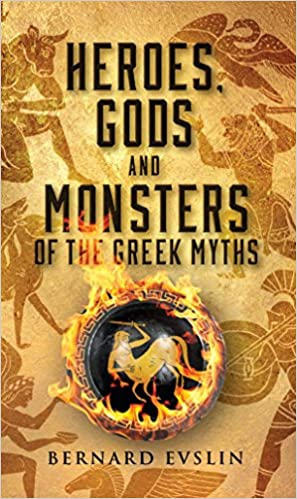 HEROES,
GODS
AND
MONSTERS
OF THE GREEK MYTHS
BERNARD EVSLIN